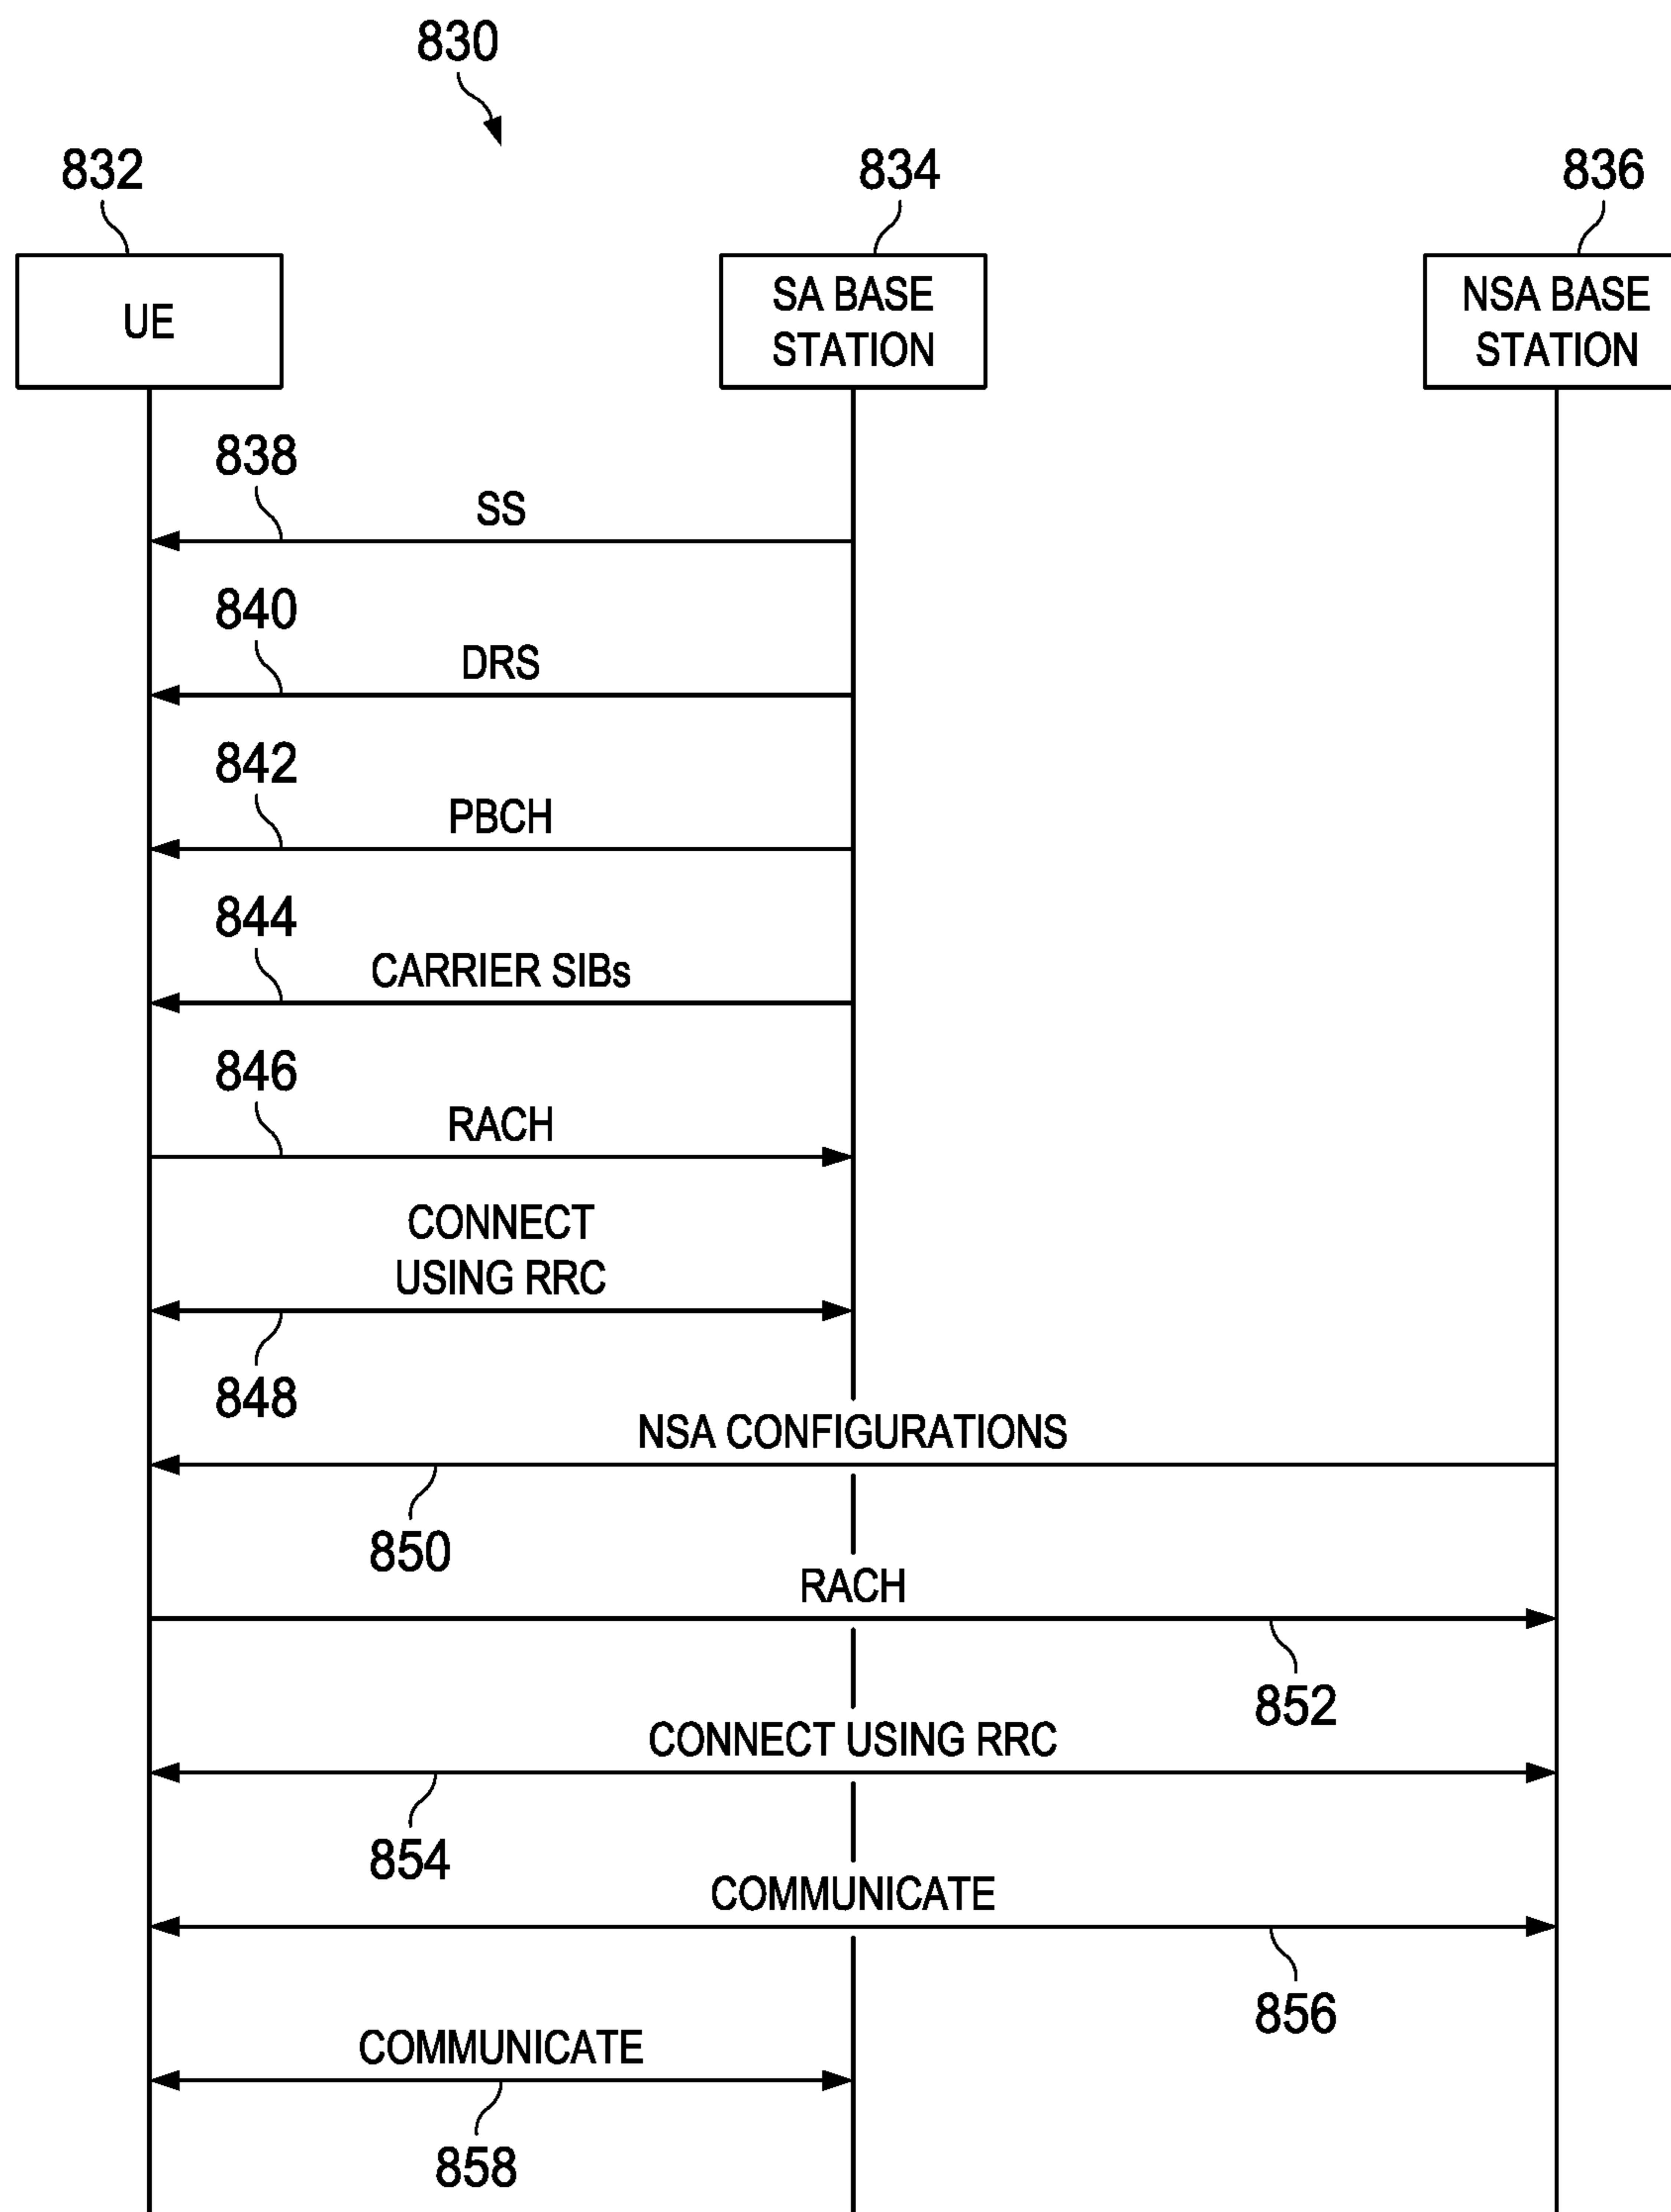 830
832
834
836
UE
SA BASE
STATION
NSA BASE
STATION
838
SS
840
DRS
842
PBCH
844
CARRIER SIBs
846
RACH
CONNECT
USING RRC
848
NSA CONFIGURATIONS
850
RACH
852
CONNECT USING RRC
854
COMMUNICATE
856
COMMUNICATE
858